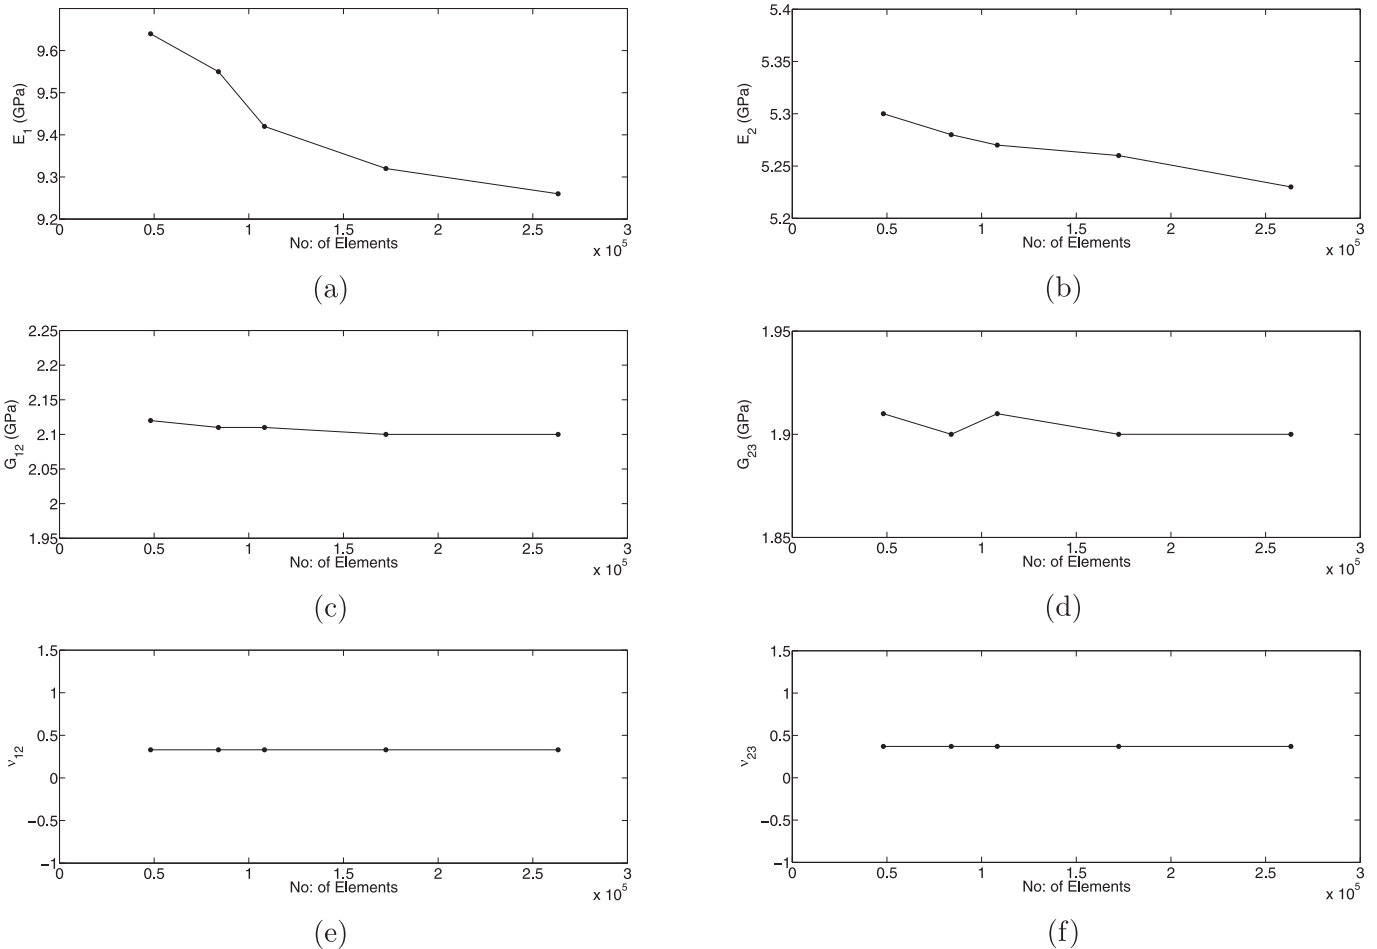 9.6
9.5
9.4
9.3
9.2
E1 (GPa)
0 0.5 1 1.5 2 2.5 3
No: of Elements
x 10^5
(a)
5.4
5.35
5.3
5.25
5.2
E2 (GPa)
0 0.5 1 1.5 2 2.5 3
No: of Elements
x 10^5
(b)
2.25
2.2
2.15
2.1
2.05
2
1.95
G12 (GPa)
0 0.5 1 1.5 2 2.5 3
No: of Elements
x 10^5
(c)
1.95
1.9
1.85
G23 (GPa)
0 0.5 1 1.5 2 2.5 3
No: of Elements
x 10^5
(d)
1.5
1
0.5
0
−0.5
−1
ν12
0 0.5 1 1.5 2 2.5 3
No: of Elements
x 10^5
(e)
1.5
1
0.5
0
−0.5
−1
ν23
0 0.5 1 1.5 2 2.5 3
No: of Elements
x 10^5
(f)